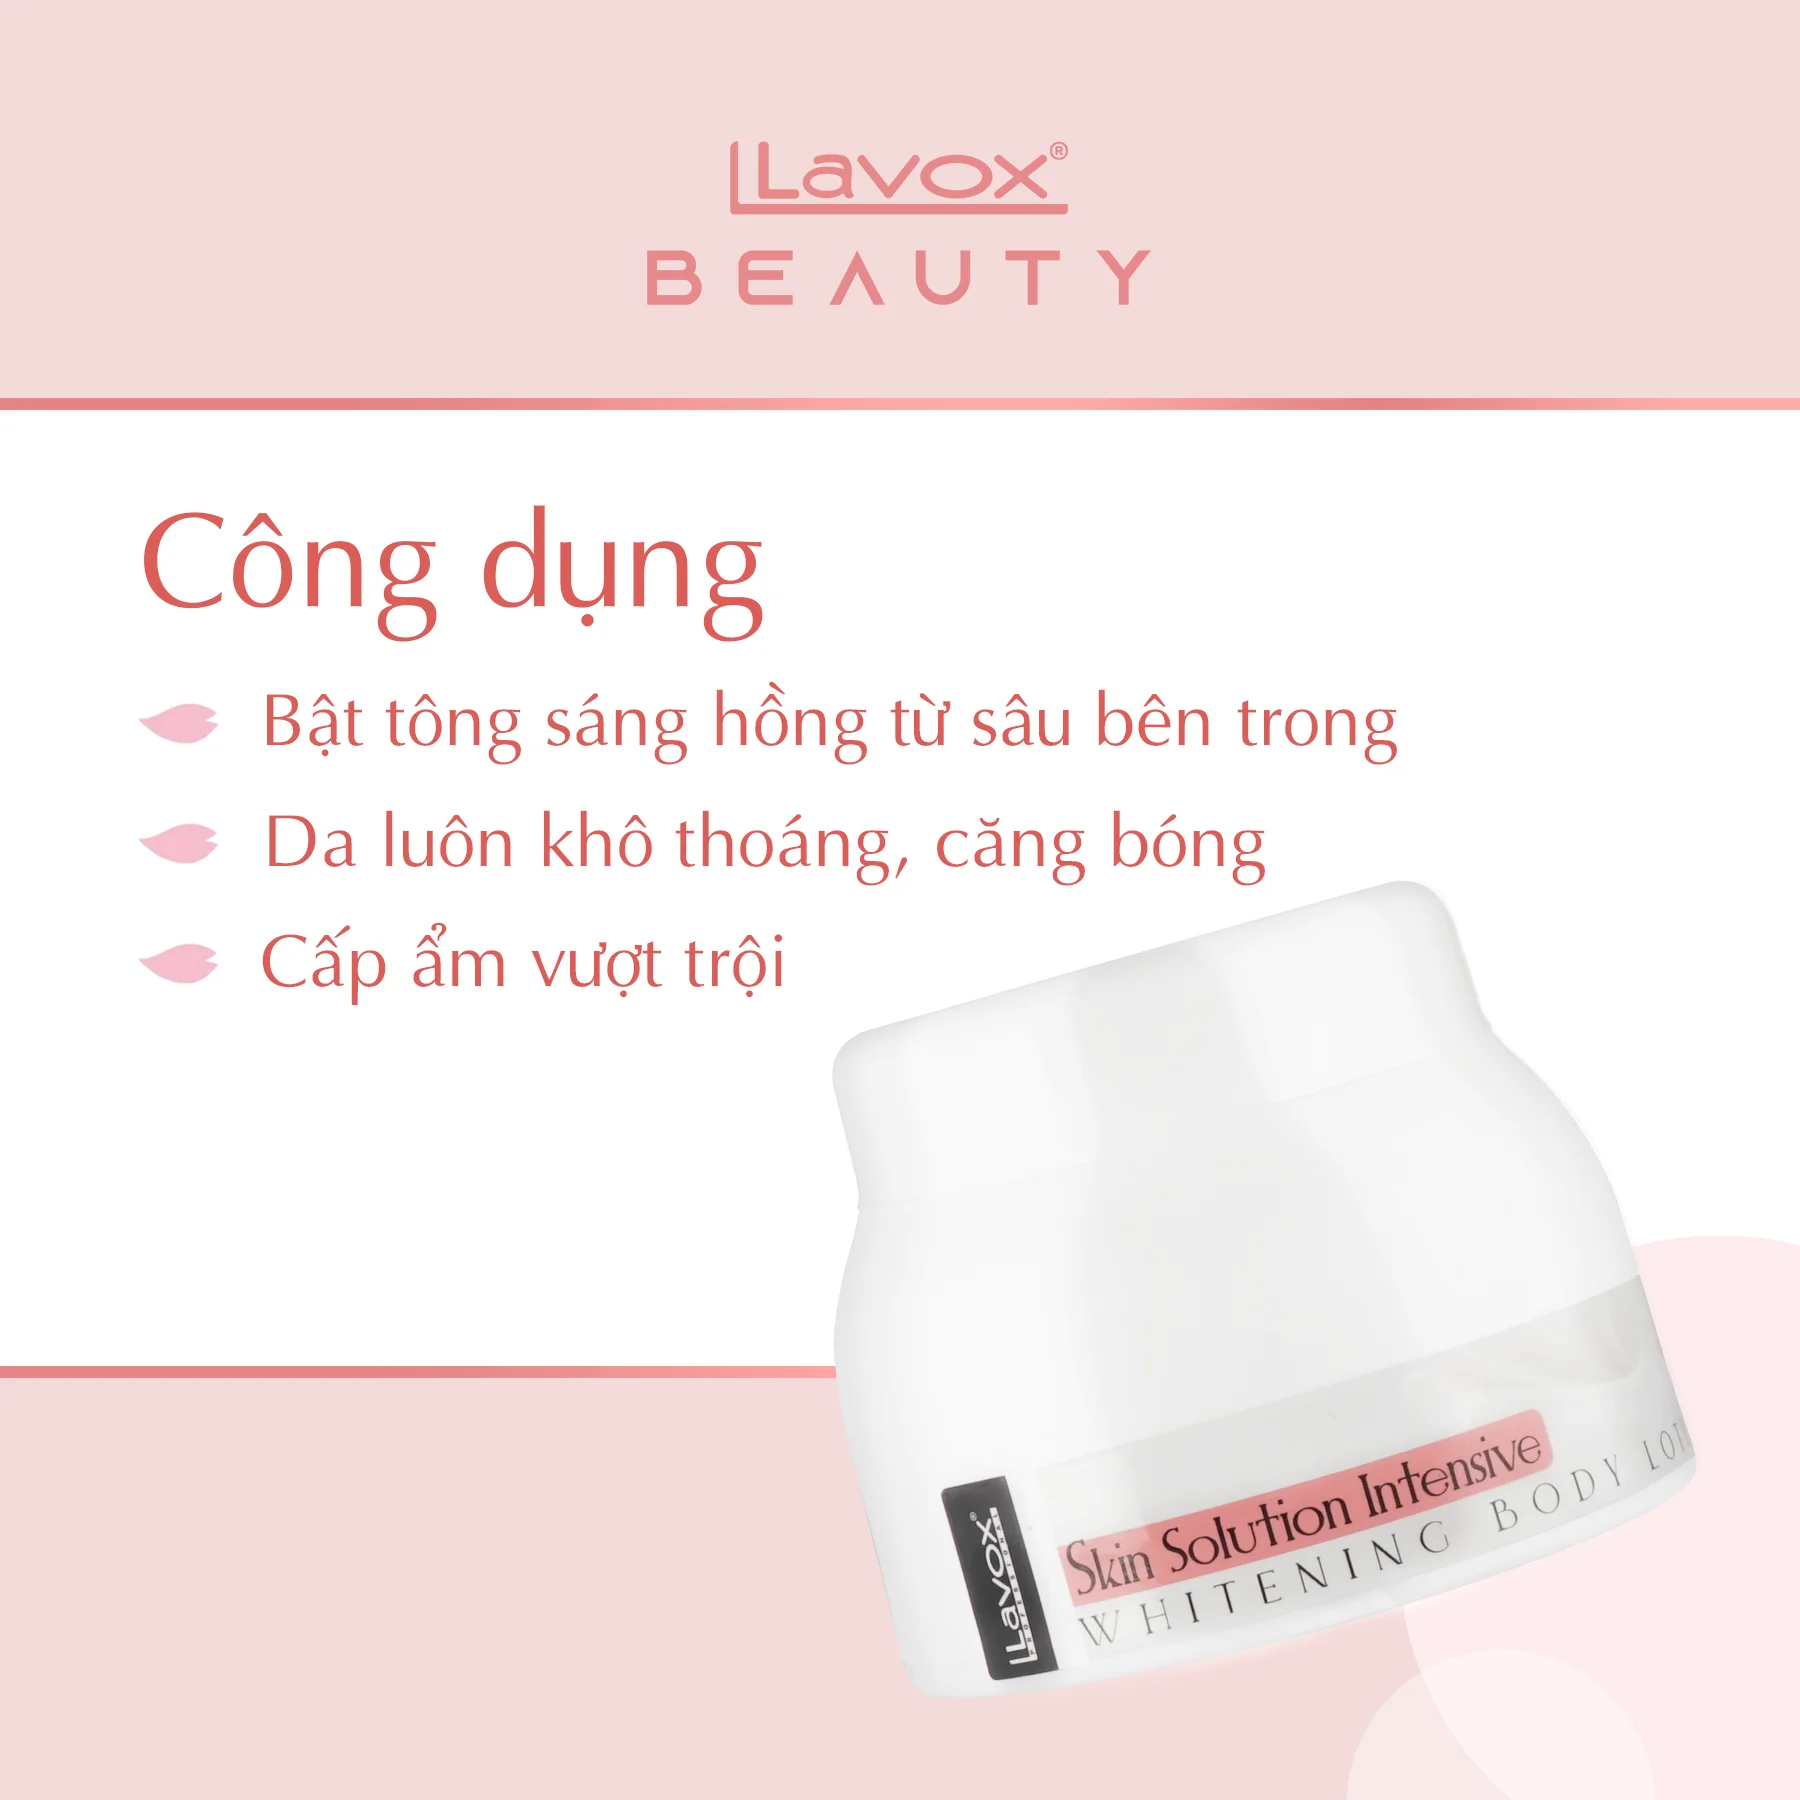 Lavox®
BEAUTY
Công dụng
Bật tông sáng hồng từ sâu bên trong
Da luôn khô thoáng, căng bóng
Cấp ẩm vượt trội
Lavox®
PROFESSIONAL
Skin Solution Intensive
WHITENING BODY